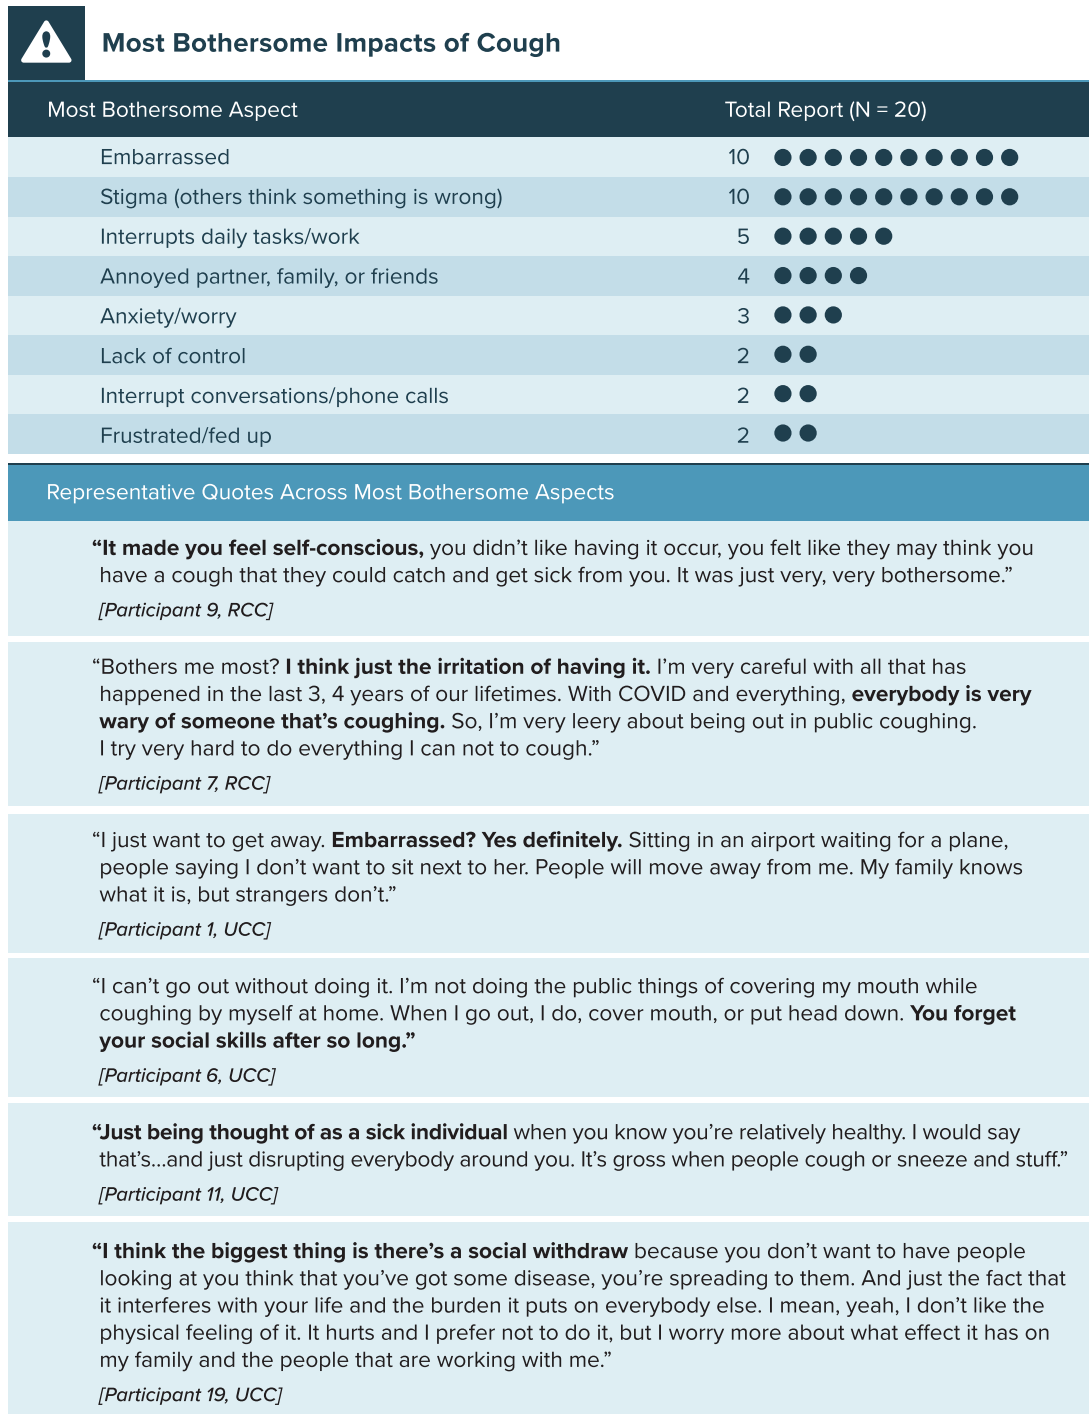 Most Bothersome Impacts of Cough
Most Bothersome Aspect Total Report (N = 20)
Embarrassed 10
Stigma (others think something is wrong) 10
Interrupts daily tasks/work 5
Annoyed partner, family, or friends 4
Anxiety/worry 3
Lack of control 2
Interrupt conversations/phone calls 2
Frustrated/fed up 2
Representative Quotes Across Most Bothersome Aspects
“It made you feel self-conscious, you didn’t like having it occur, you felt like they may think you
have a cough that they could catch and get sick from you. It was just very, very bothersome.”
[Participant 9, RCC]
“Bothers me most? I think just the irritation of having it. I’m very careful with all that has
happened in the last 3, 4 years of our lifetimes. With COVID and everything, everybody is very
wary of someone that’s coughing. So, I’m very leery about being out in public coughing.
I try very hard to do everything I can not to cough.”
[Participant 7, RCC]
“I just want to get away. Embarrassed? Yes definitely. Sitting in an airport waiting for a plane,
people saying I don’t want to sit next to her. People will move away from me. My family knows
what it is, but strangers don’t.”
[Participant 1, UCC]
“I can’t go out without doing it. I’m not doing the public things of covering my mouth while
coughing by myself at home. When I go out, I do, cover mouth, or put head down. You forget
your social skills after so long.”
[Participant 6, UCC]
“Just being thought of as a sick individual when you know you’re relatively healthy. I would say
that’s...and just disrupting everybody around you. It’s gross when people cough or sneeze and stuff.”
[Participant 11, UCC]
“I think the biggest thing is there’s a social withdraw because you don’t want to have people
looking at you think that you’ve got some disease, you’re spreading to them. And just the fact that
it interferes with your life and the burden it puts on everybody else. I mean, yeah, I don’t like the
physical feeling of it. It hurts and I prefer not to do it, but I worry more about what effect it has on
my family and the people that are working with me.”
[Participant 19, UCC]